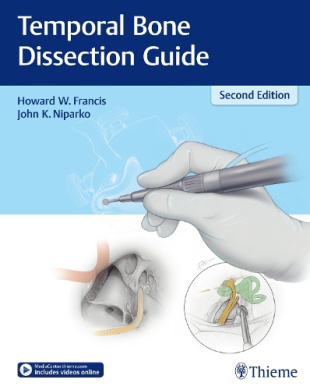 Temporal Bone
Dissection Guide
Second Edition
Howard W. Francis
John K. Niparko
MediaCenter.thieme.com
Includes videos online
Thieme